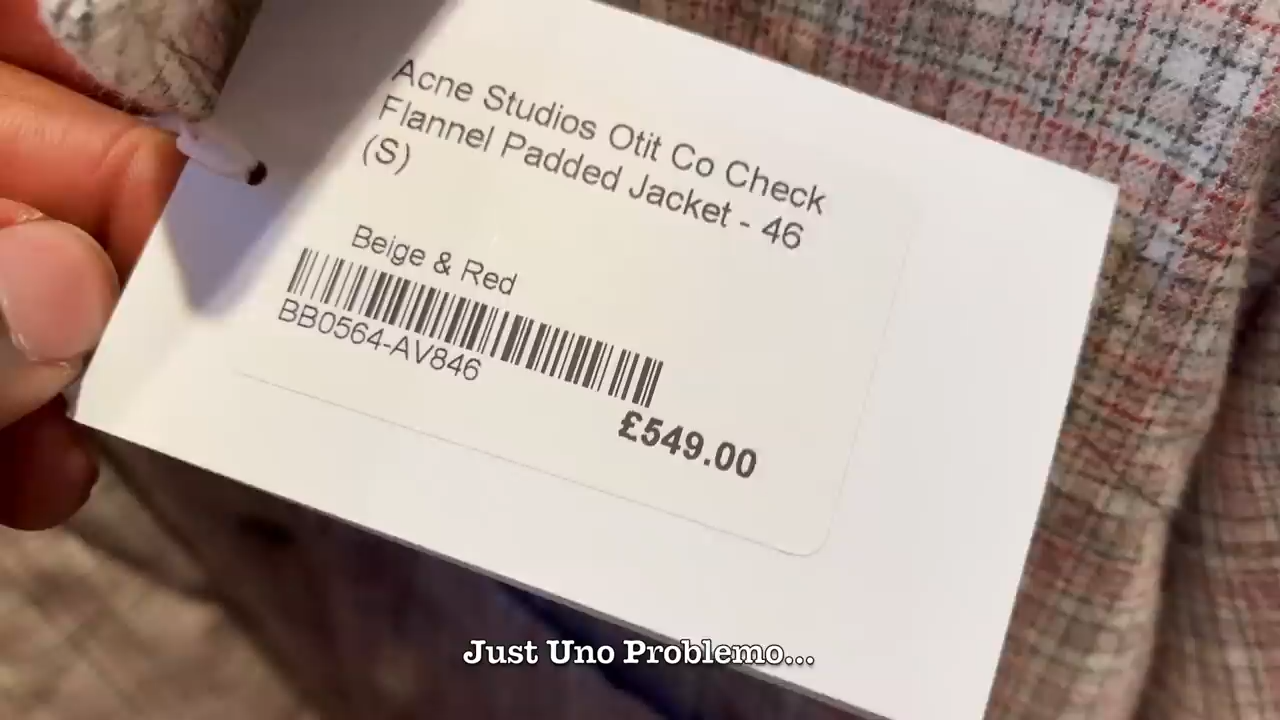 Acne Studios Otit Co Check
Flannel Padded Jacket - 46
(S)
Beige & Red
BB0564-AV846
£549.00
Just Uno Problemo...